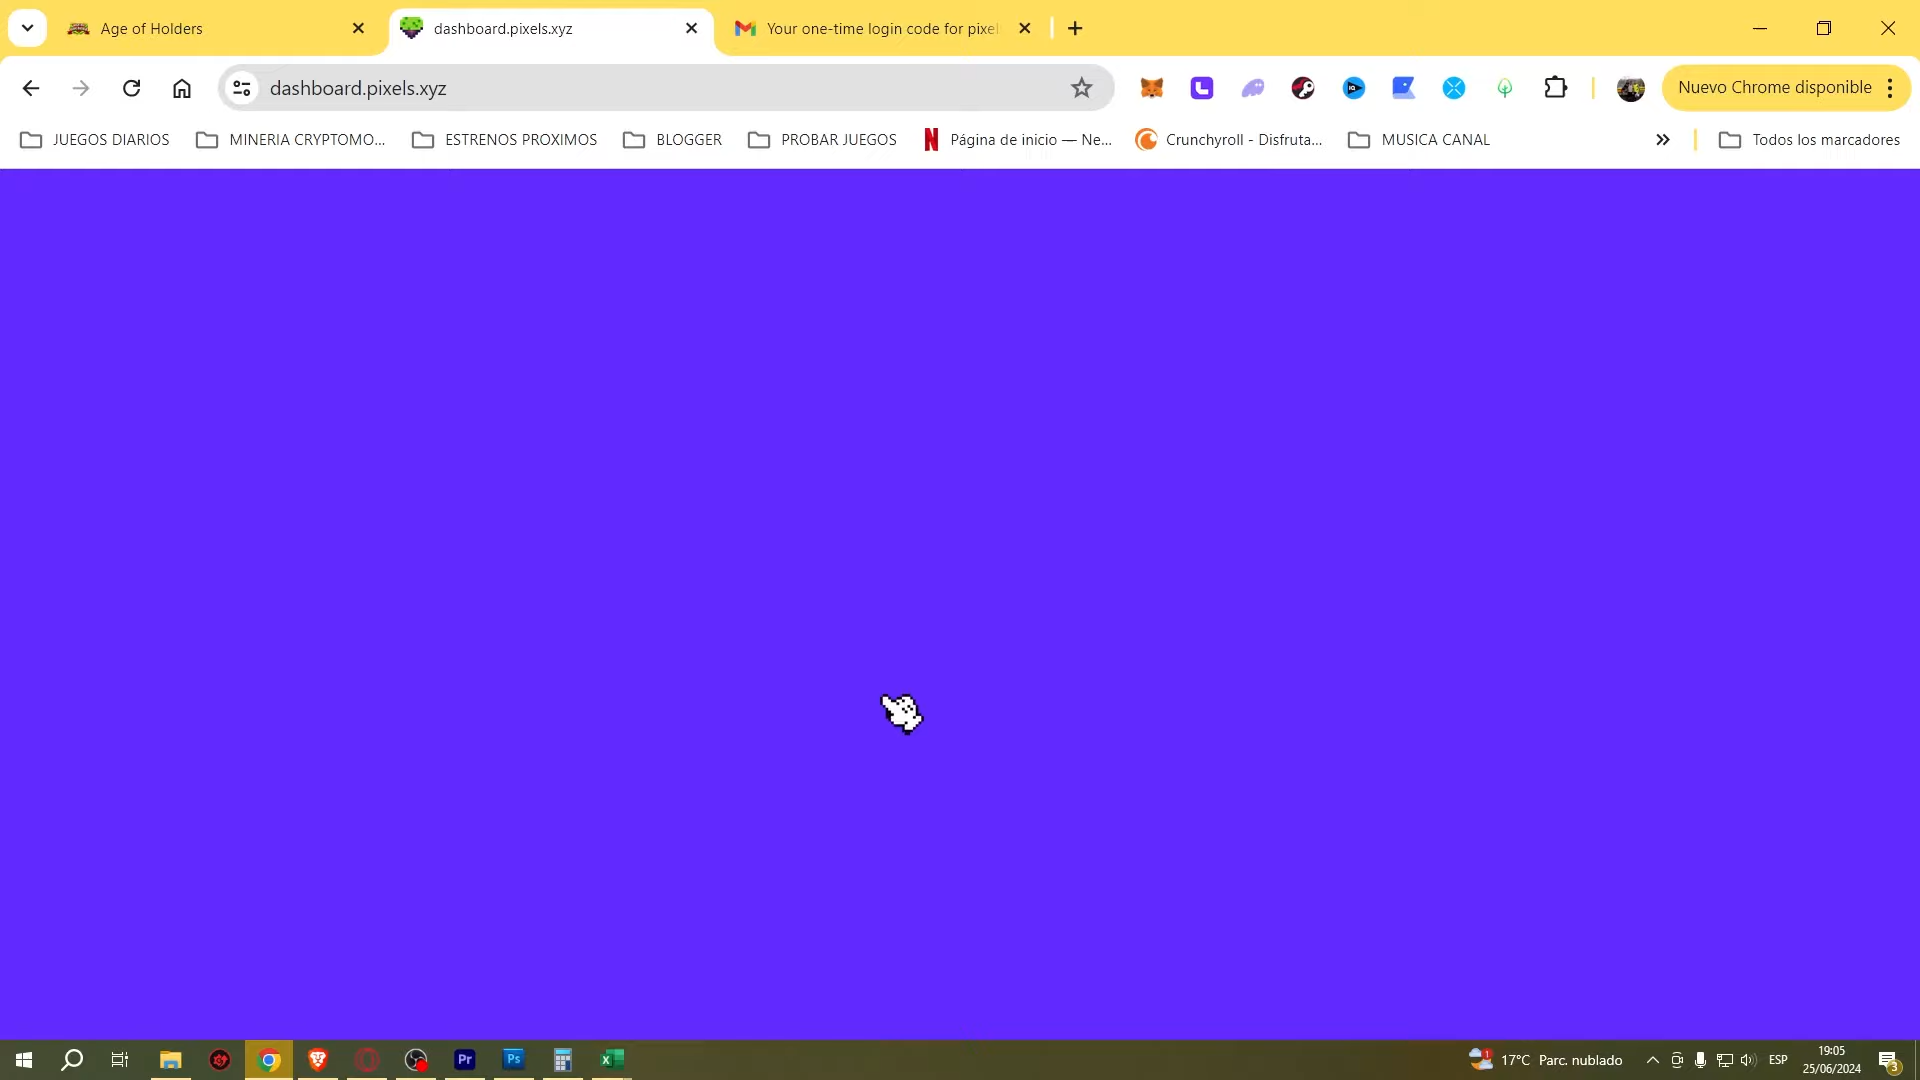 Age of Holders
dashboard.pixels.xyz
Your one-time login code for pixel
dashboard.pixels.xyz
Nuevo Chrome disponible
JUEGOS DIARIOS
MINERIA CRYPTOMO...
ESTRENOS PROXIMOS
BLOGGER
PROBAR JUEGOS
Página de inicio — Ne...
Crunchyroll - Disfruta...
MUSICA CANAL
Todos los marcadores
17°C Parc. nublado
ESP
19:05
25/06/2024
3